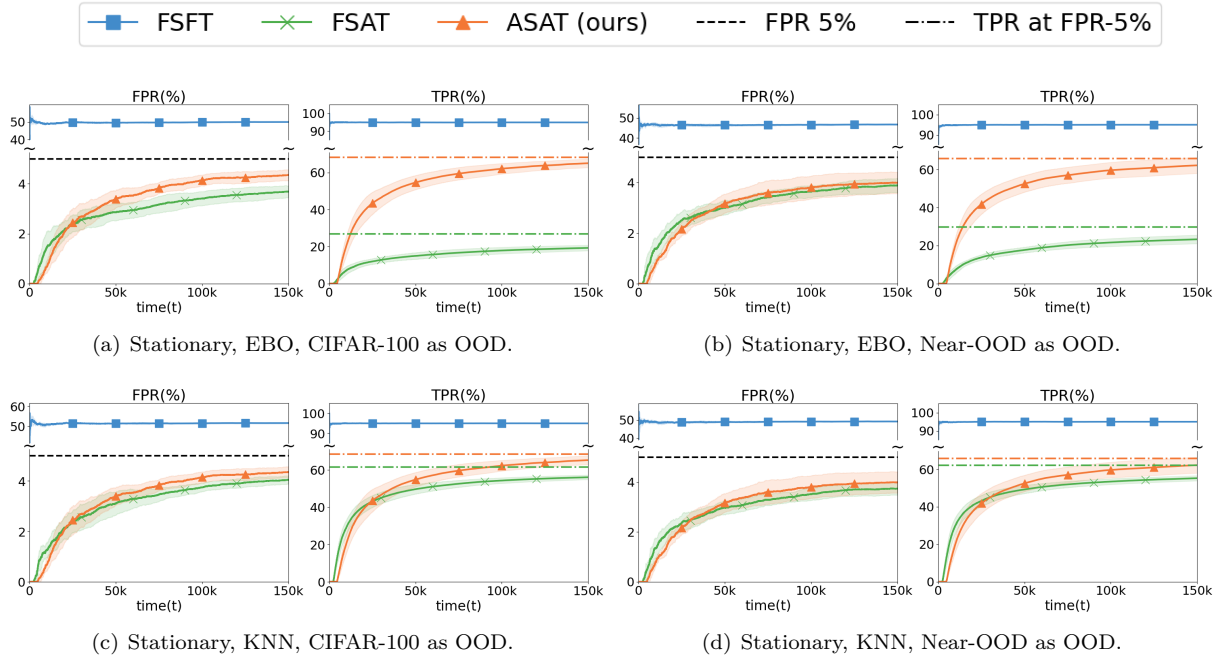 FSFT FSAT ASAT (ours) FPR 5% TPR at FPR-5%
FPR(%) TPR(%) FPR(%) TPR(%)
50 100 50 100
40 90 40 90
~ ~ ~ ~ ~ ~ ~ ~
4 60 4 60
40 40
2 2
20 20
0 0 0 0
0 50k 100k 150k 0 50k 100k 150k 0 50k 100k 150k 0 50k 100k 150k
time(t) time(t) time(t) time(t)
(a) Stationary, EBO, CIFAR-100 as OOD. (b) Stationary, EBO, Near-OOD as OOD.
FPR(%) TPR(%) FPR(%) TPR(%)
60 100 50 100
50 90 40 90
~ ~ ~ ~ ~ ~ ~ ~
4 60 4 60
40 40
2 2
20 20
0 0 0 0
0 50k 100k 150k 0 50k 100k 150k 0 50k 100k 150k 0 50k 100k 150k
time(t) time(t) time(t) time(t)
(c) Stationary, KNN, CIFAR-100 as OOD. (d) Stationary, KNN, Near-OOD as OOD.